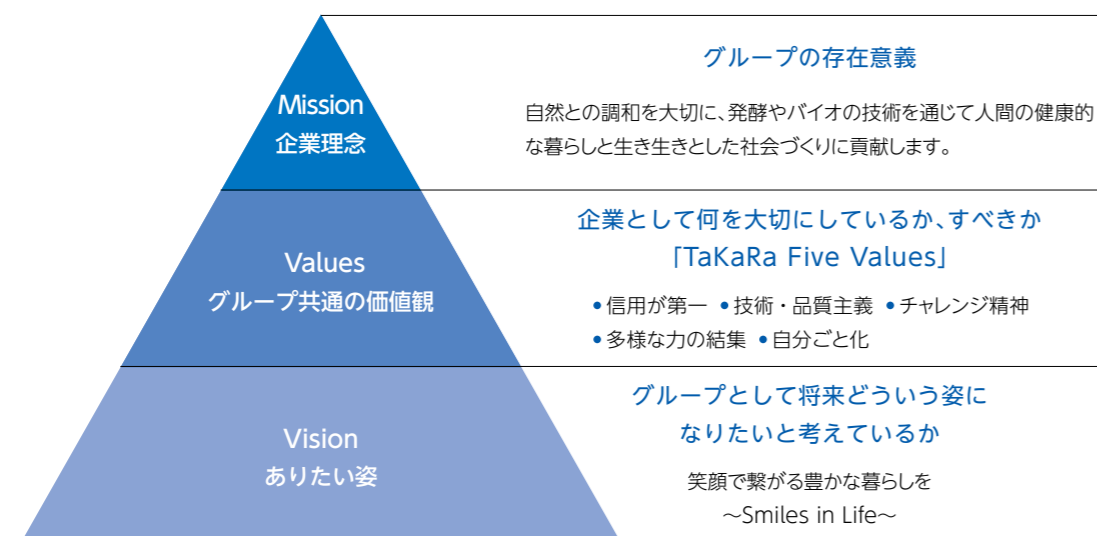 Mission
企業理念
グループの存在意義
自然との調和を大切に、発酵やバイオの技術を通じて人間の健康的
な暮らしと生き生きとした社会づくりに貢献します。
Values
グループ共通の価値観
企業として何を大切にしているか、すべきか
「TaKaRa Five Values」
●信用が第一 ●技術・品質主義 ●チャレンジ精神
●多様な力の結集 ●自分ごと化
Vision
ありたい姿
グループとして将来どういう姿に
なりたいと考えているか
笑顔で繋がる豊かな暮らしを
～Smiles in Life～